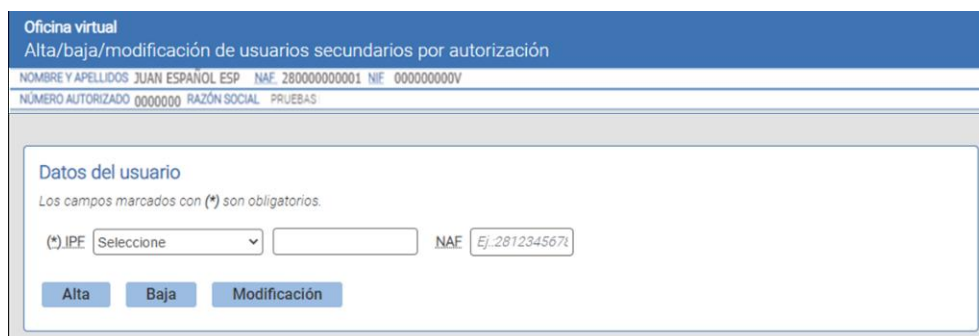 Oficina virtual
Alta/baja/modificación de usuarios secundarios por autorización
NOMBRE Y APELLIDOS JUAN ESPAÑOL ESP NAF 280000000001 NIF 000000000V
NÚMERO AUTORIZADO 0000000 RAZÓN SOCIAL PRUEBAS
Datos del usuario
Los campos marcados con (*) son obligatorios.
(*) IPF Seleccione NAF Ej.:281234567
Alta Baja Modificación